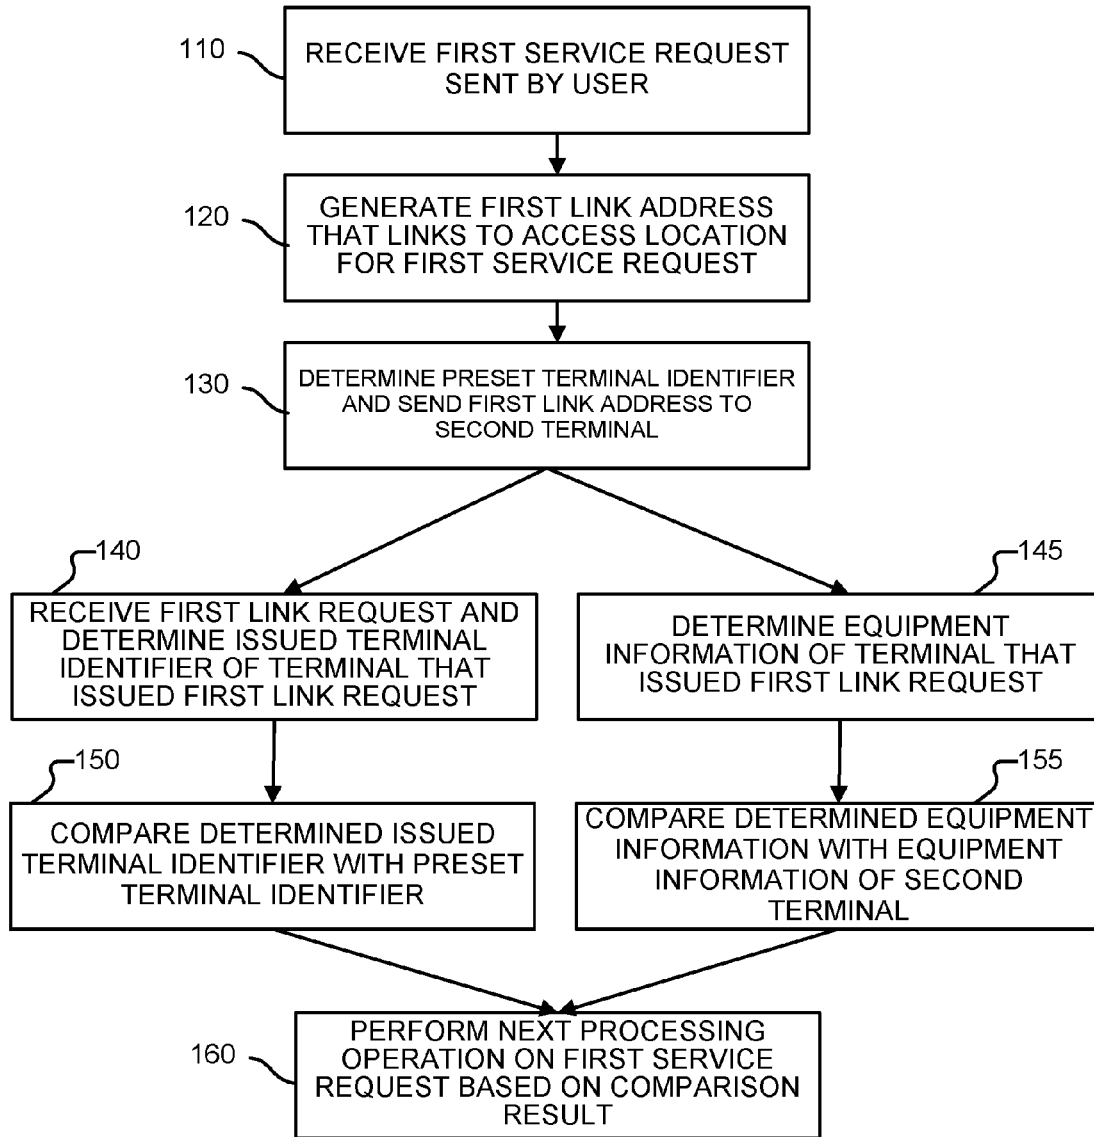 110
RECEIVE FIRST SERVICE REQUEST
SENT BY USER
120
GENERATE FIRST LINK ADDRESS
THAT LINKS TO ACCESS LOCATION
FOR FIRST SERVICE REQUEST
130
DETERMINE PRESET TERMINAL IDENTIFIER
AND SEND FIRST LINK ADDRESS TO
SECOND TERMINAL
140
RECEIVE FIRST LINK REQUEST AND
DETERMINE ISSUED TERMINAL
IDENTIFIER OF TERMINAL THAT
ISSUED FIRST LINK REQUEST
145
DETERMINE EQUIPMENT
INFORMATION OF TERMINAL THAT
ISSUED FIRST LINK REQUEST
150
COMPARE DETERMINED ISSUED
TERMINAL IDENTIFIER WITH PRESET
TERMINAL IDENTIFIER
155
COMPARE DETERMINED EQUIPMENT
INFORMATION WITH EQUIPMENT
INFORMATION OF SECOND
TERMINAL
160
PERFORM NEXT PROCESSING
OPERATION ON FIRST SERVICE
REQUEST BASED ON COMPARISON
RESULT